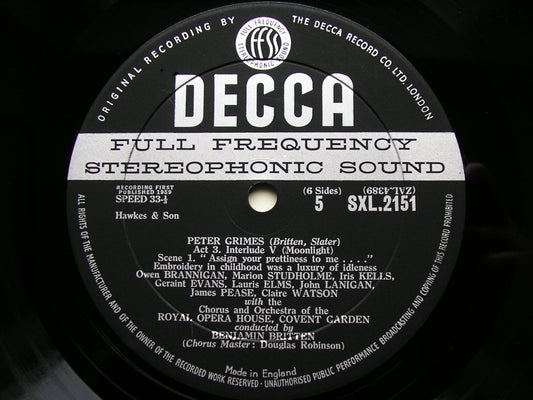 ORIGINAL RECORDING BY THE DECCA RECORD CO. LTD. LONDON
FULL FREQUENCY
ffss
STEREOPHONIC SOUND
DECCA
FULL FREQUENCY
STEREOPHONIC SOUND
RECORDING FIRST
PUBLISHED 1959
SPEED 33⅓
(6 Sides)
5
(ZAL-4389)
SXL.2151
Hawkes & Son
PETER GRIMES (Britten, Slater)
Act 3. Interlude V (Moonlight)
Scene 1. "Assign your prettiness to me . . . ."
Embroidery in childhood was a luxury of idleness
Owen BRANNIGAN, Marion STUDHOLME, Iris KELLS,
Geraint EVANS, Lauris ELMS, John LANIGAN,
James PEASE, Claire WATSON
with the
Chorus and Orchestra of the
ROYAL OPERA HOUSE, COVENT GARDEN
conducted by
BENJAMIN BRITTEN
(Chorus Master: Douglas Robinson)
Made in England
ALL RIGHTS OF THE MANUFACTURER AND OF THE OWNER OF THE RECORDED WORK RESERVED · UNAUTHORISED PUBLIC PERFORMANCE BROADCASTING AND COPYING OF THIS RECORD PROHIBITED